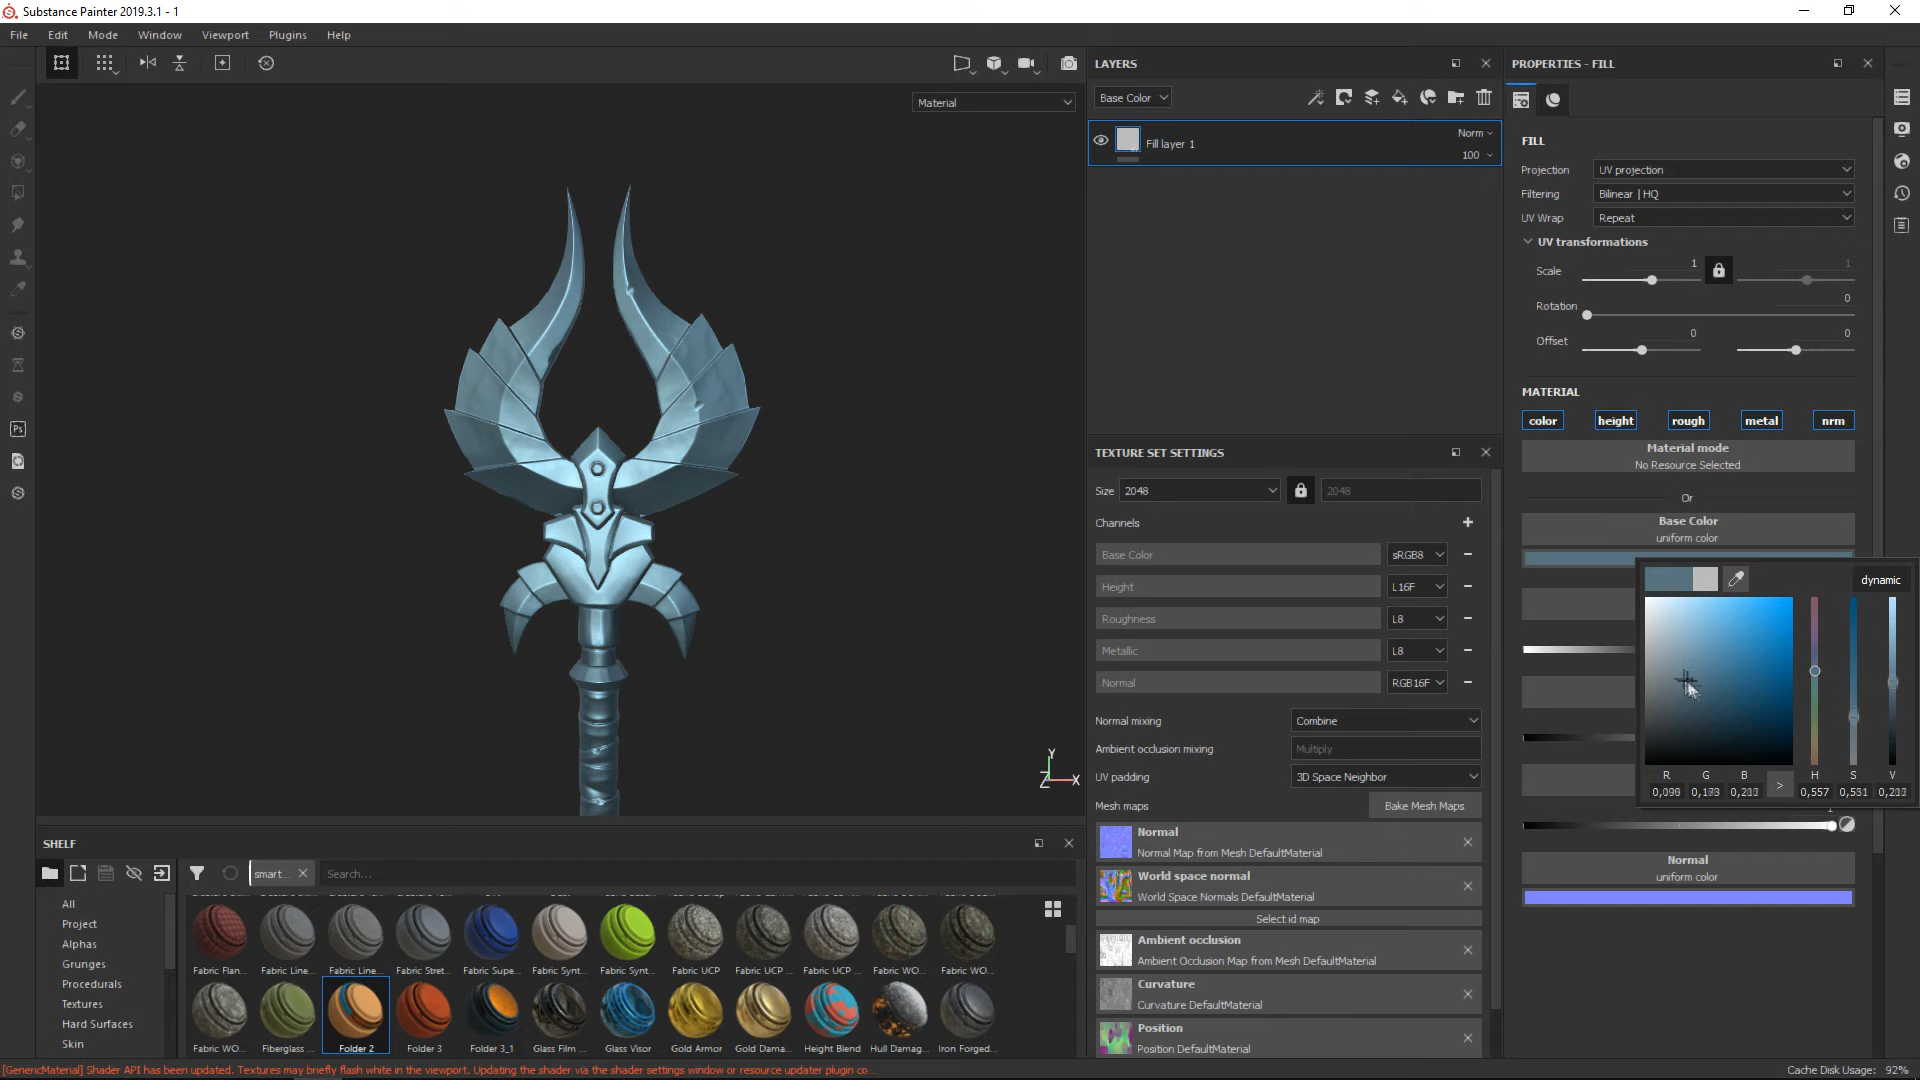 Substance Painter 2019.3.1 - 1
File Edit Mode Window Viewport Plugins Help
Material
LAYERS
Base Color
Fill layer 1
Norm
100
TEXTURE SET SETTINGS
Size 2048 2048
Channels
Base Color sRGB8
Height L16F
Roughness L8
Metallic L8
Normal RGB16F
Normal mixing Combine
Ambient occlusion mixing Multiply
UV padding 3D Space Neighbor
Mesh maps Bake Mesh Maps
Normal
Normal Map from Mesh DefaultMaterial
World space normal
World Space Normals DefaultMaterial
Select id map
Ambient occlusion
Ambient Occlusion Map from Mesh DefaultMaterial
Curvature
Curvature DefaultMaterial
Position
Position DefaultMaterial
PROPERTIES - FILL
FILL
Projection UV projection
Filtering Bilinear | HQ
UV Wrap Repeat
UV transformations
Scale 1 1
Rotation 0
Offset 0 0
MATERIAL
color height rough metal nrm
Material mode
No Resource Selected
Or
Base Color
uniform color
dynamic
R G B > H S V
0,557
Normal
uniform color
Y
Z X
SHELF
smart...
Search...
All
Project
Alphas
Grunges
Procedurals
Textures
Hard Surfaces
Skin
Fabric Flan... Fabric Line... Fabric Line... Fabric Stret... Fabric Supe... Fabric Synt... Fabric Synt... Fabric UCP Fabric UCP ... Fabric UCP ... Fabric WO... Fabric WO...
Fabric WO... Fiberglass ... Folder 2 Folder 3 Folder 3_1 Glass Film ... Glass Visor Gold Armor Gold Dama... Height Blend Hull Damag... Iron Forged...
Ps
[GenericMaterial] Shader API has been updated. Textures may briefly flash white in the viewport. Updating the shader via the shader settings window or resource updater plugin co...
Cache Disk Usage: 92%